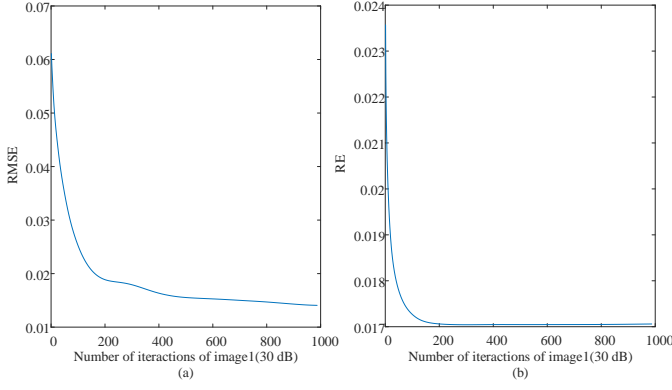 0.07
0.06
0.05
0.04
0.03
0.02
0.01
RMSE
0 200 400 600 800 1000
Number of iteractions of image1(30 dB)
(a)
0.024
0.023
0.022
0.021
0.02
0.019
0.018
0.017
RE
0 200 400 600 800 1000
Number of iteractions of image1(30 dB)
(b)